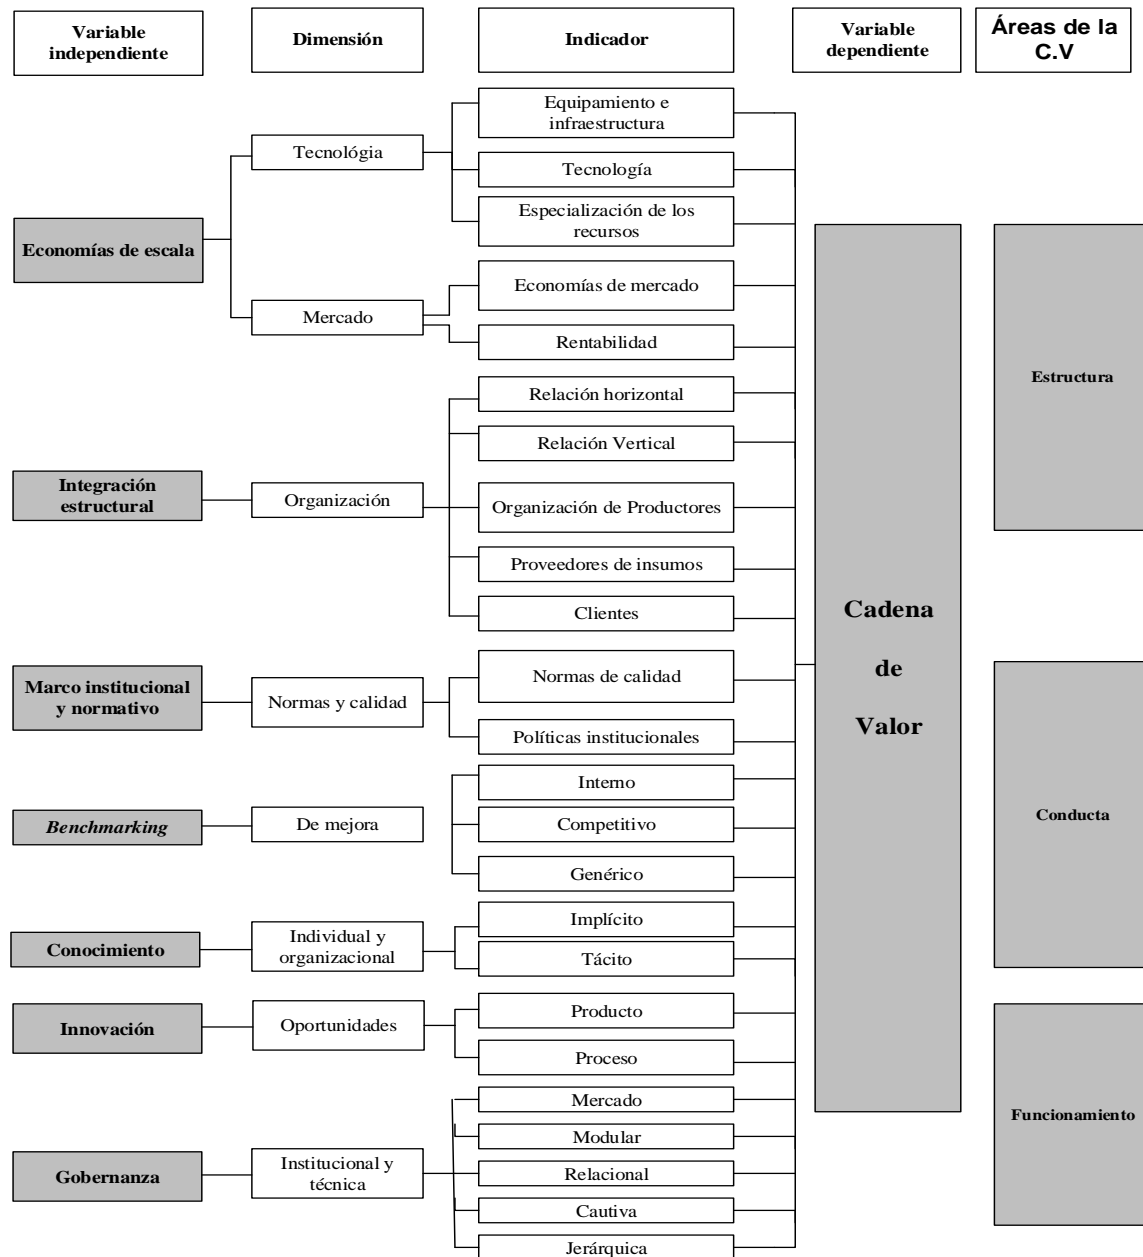 Variable
independiente
Dimensión
Indicador
Variable
dependiente
Áreas de la
C.V
Equipamiento e
infraestructura
Tecnológia
Tecnología
Especialización de los
recursos
Economías de escala
Economías de mercado
Mercado
Rentabilidad
Estructura
Relación horizontal
Relación Vertical
Integración
estructural
Organización
Organización de Productores
Proveedores de insumos
Clientes
Cadena
de
Valor
Marco institucional
y normativo
Normas y calidad
Normas de calidad
Políticas institucionales
Interno
Benchmarking
De mejora
Competitivo
Conducta
Genérico
Implícito
Conocimiento
Individual y
organizacional
Tácito
Producto
Innovación
Oportunidades
Proceso
Mercado
Funcionamiento
Modular
Gobernanza
Institucional y
técnica
Relacional
Cautiva
Jerárquica